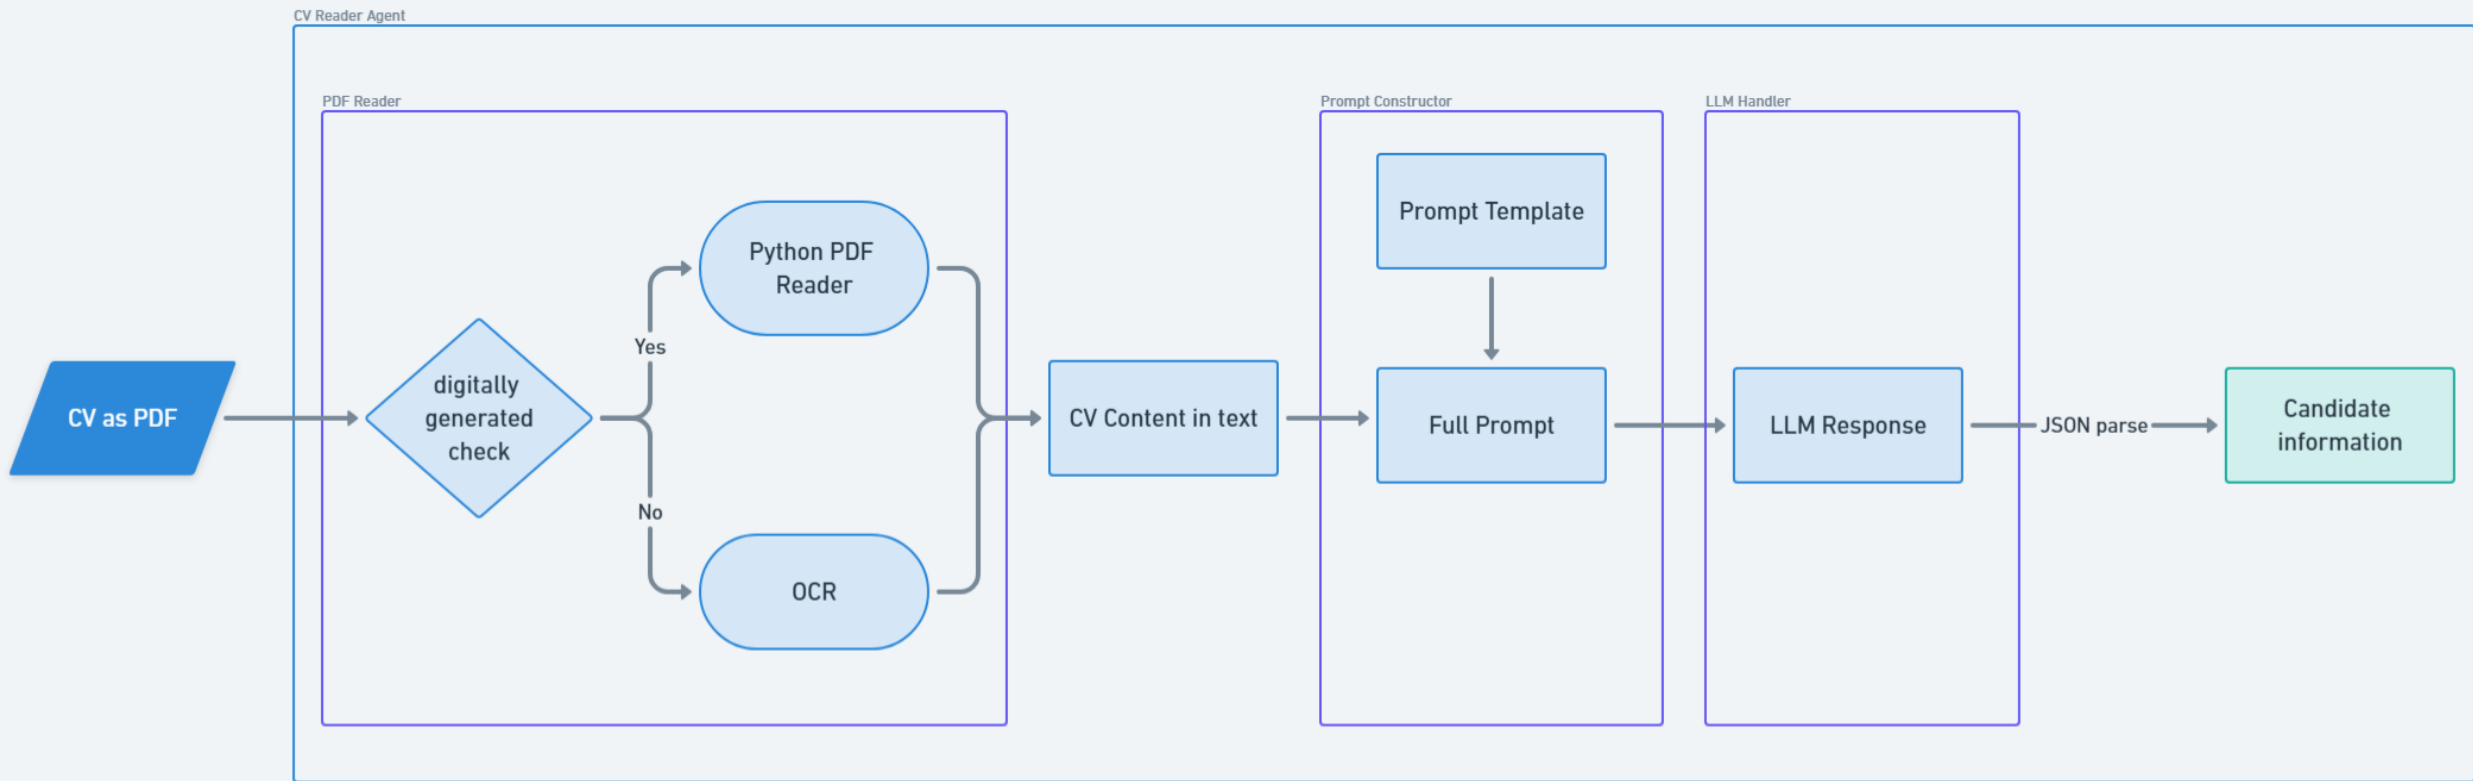 CV Reader Agent
PDF Reader
Prompt Constructor
LLM Handler
CV as PDF
digitally
generated
check
Yes
No
Python PDF
Reader
OCR
CV Content in text
Prompt Template
Full Prompt
LLM Response
JSON parse
Candidate
information